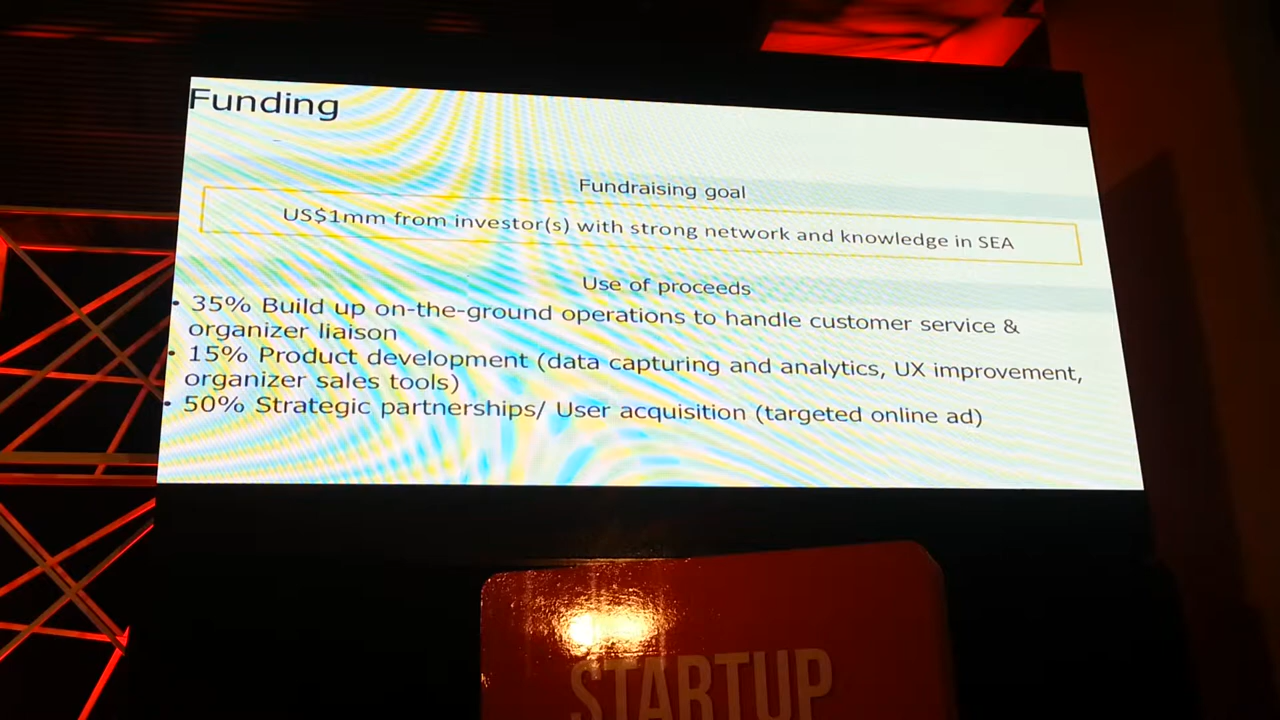 Funding
Fundraising goal
US$1mm from investor(s) with strong network and knowledge in SEA
Use of proceeds
• 35% Build up on-the-ground operations to handle customer service &
organizer liaison
• 15% Product development (data capturing and analytics, UX improvement,
organizer sales tools)
• 50% Strategic partnerships/ User acquisition (targeted online ad)
STARTUP